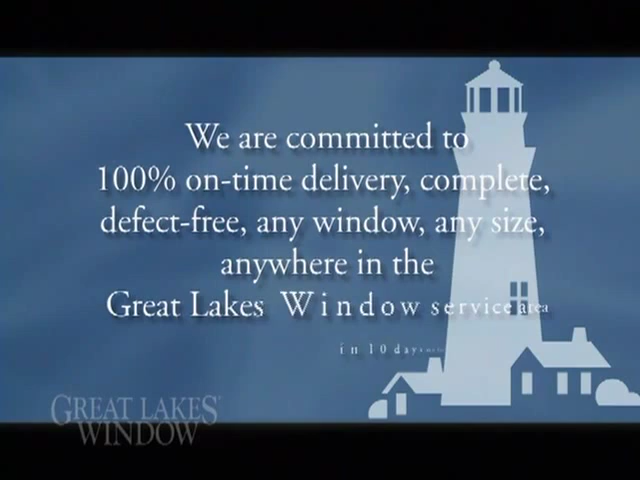 We are committed to
100% on-time delivery, complete,
defect-free, any window, any size,
anywhere in the
Great Lakes Window service area
in 10 days
GREAT LAKES
WINDOW